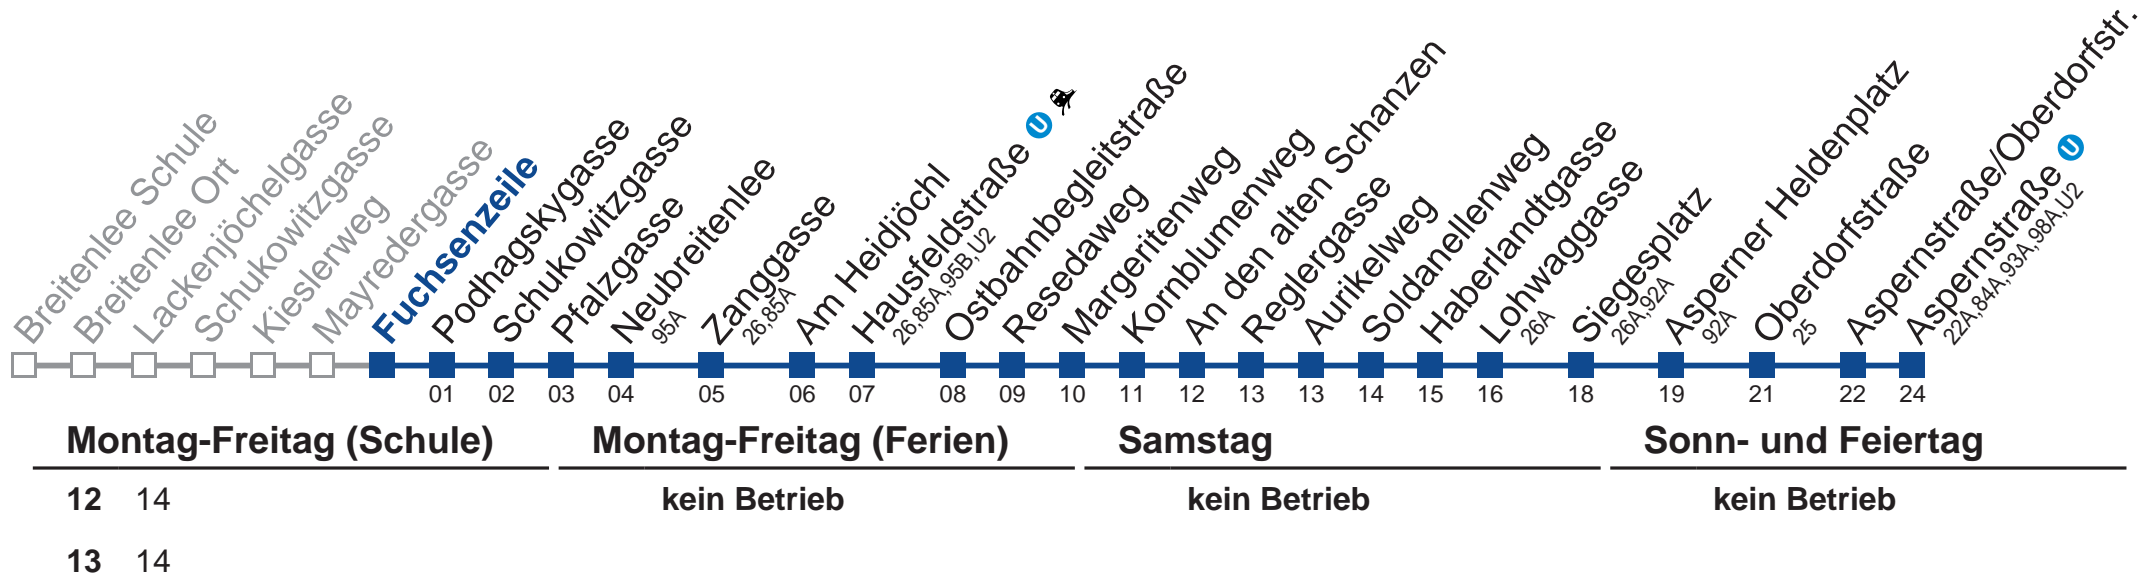 Breitenlee Schule
Breitenlee Ort
Lackenjöchelgasse
Schukowitzgasse
Kieslerweg
Mayredergasse
Fuchsenzeile
Podhagskygasse
Schukowitzgasse
Pfalzgasse
Neubreitenlee
95A
Zanggasse
26,85A
Am Heidjöchl
Hausfeldstraße U
26,85A,95B,U2
Ostbahnbegleitstraße
Resedaweg
Margeritenweg
Kornblumenweg
An den alten Schanzen
Reglergasse
Aurikelweg
Soldanellenweg
Haberlandtgasse
Lohwaggasse
26A
Siegesplatz
26A,92A
Asperner Heldenplatz
92A
Oberdorfstraße
25
Aspernstraße/Oberdorfstr.
Aspernstraße U
22A,84A,93A,98A,U2
01 02 03 04 05 06 07 08 09 10 11 12 13 13 14 15 16 18 19 21 22 24
Montag-Freitag (Schule) Montag-Freitag (Ferien) Samstag Sonn- und Feiertag
12 14 kein Betrieb kein Betrieb kein Betrieb
13 14